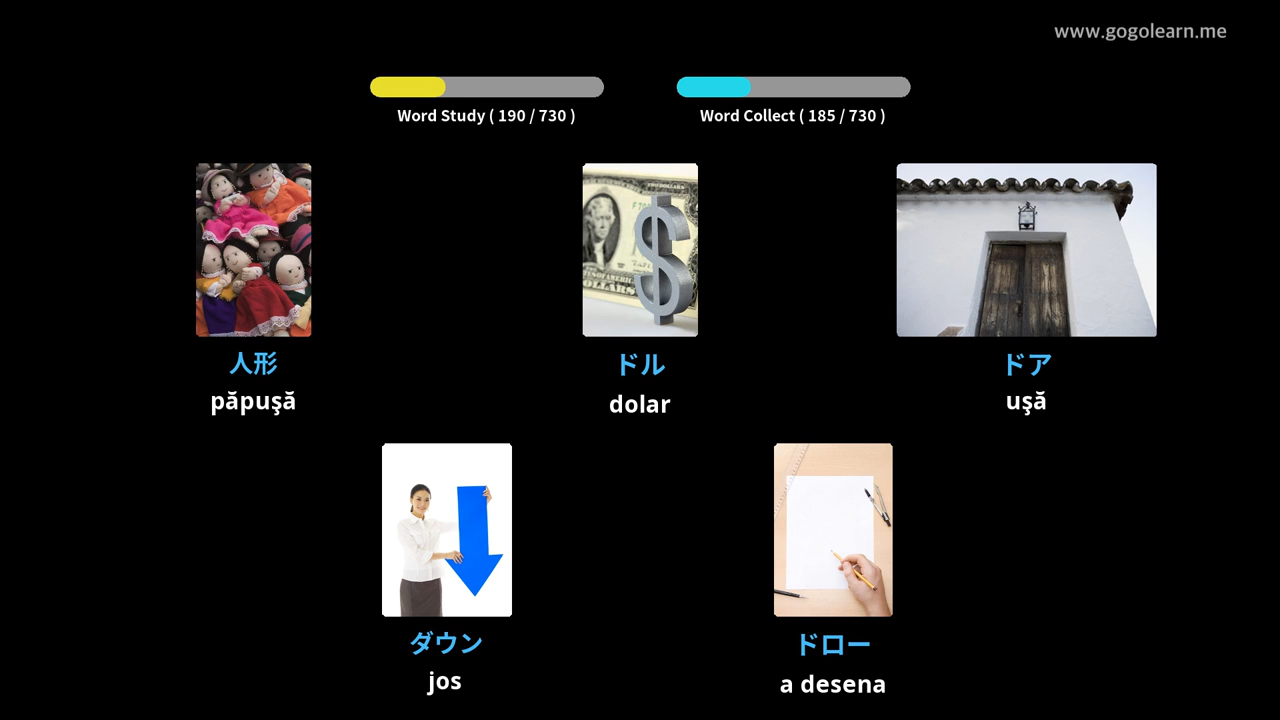 www.gogolearn.me
Word Study ( 190 / 730 )
Word Collect ( 185 / 730 )
人形
păpuşă
ドル
dolar
ドア
uşă
ダウン
jos
ドロー
a desena